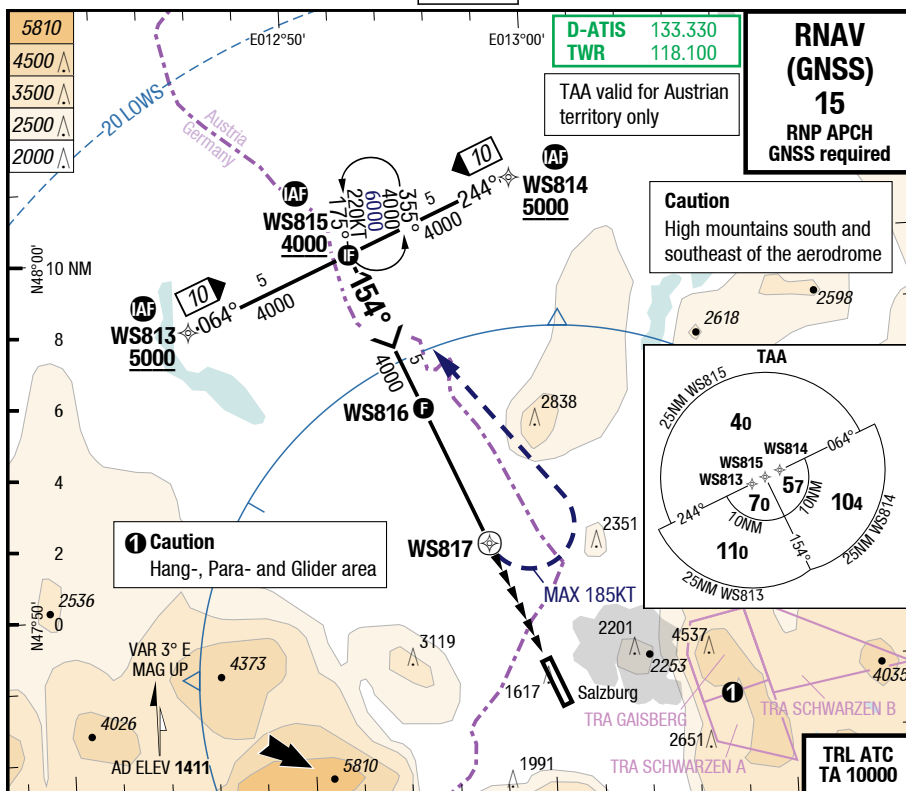 5810
4500
3500
2500
2000
E012°50'
E013°00'
D-ATIS 133.330
TWR 118.100
TAA valid for Austrian
territory only
RNAV
(GNSS)
15
RNP APCH
GNSS required
20 LOWS
Austria
Germany
IAF
WS815
4000
175°
220KT
6000
4000
355°
5
4000
244°
10
IAF
WS814
5000
Caution
High mountains south and
southeast of the aerodrome
N48°00'
10 NM
8
6
4
2
0
N47°50'
IF
154°
10
5
064°
4000
IAF
WS813
5000
5
4000
2598
2618
WS816
F
2838
TAA
25NM WS815
40
WS814
WS815
WS813
064°
57
70
10NM
10NM
244°
154°
104
110
25NM WS814
25NM WS813
2351
WS817
MAX 185KT
1 Caution
Hang-, Para- and Glider area
2536
VAR 3° E
MAG UP
4373
3119
2201
2253
4537
4035
1617
Salzburg
1
TRA GAISBERG
TRA SCHWARZEN B
4026
2651
TRA SCHWARZEN A
AD ELEV 1411
5810
1991
TRL ATC
TA 10000